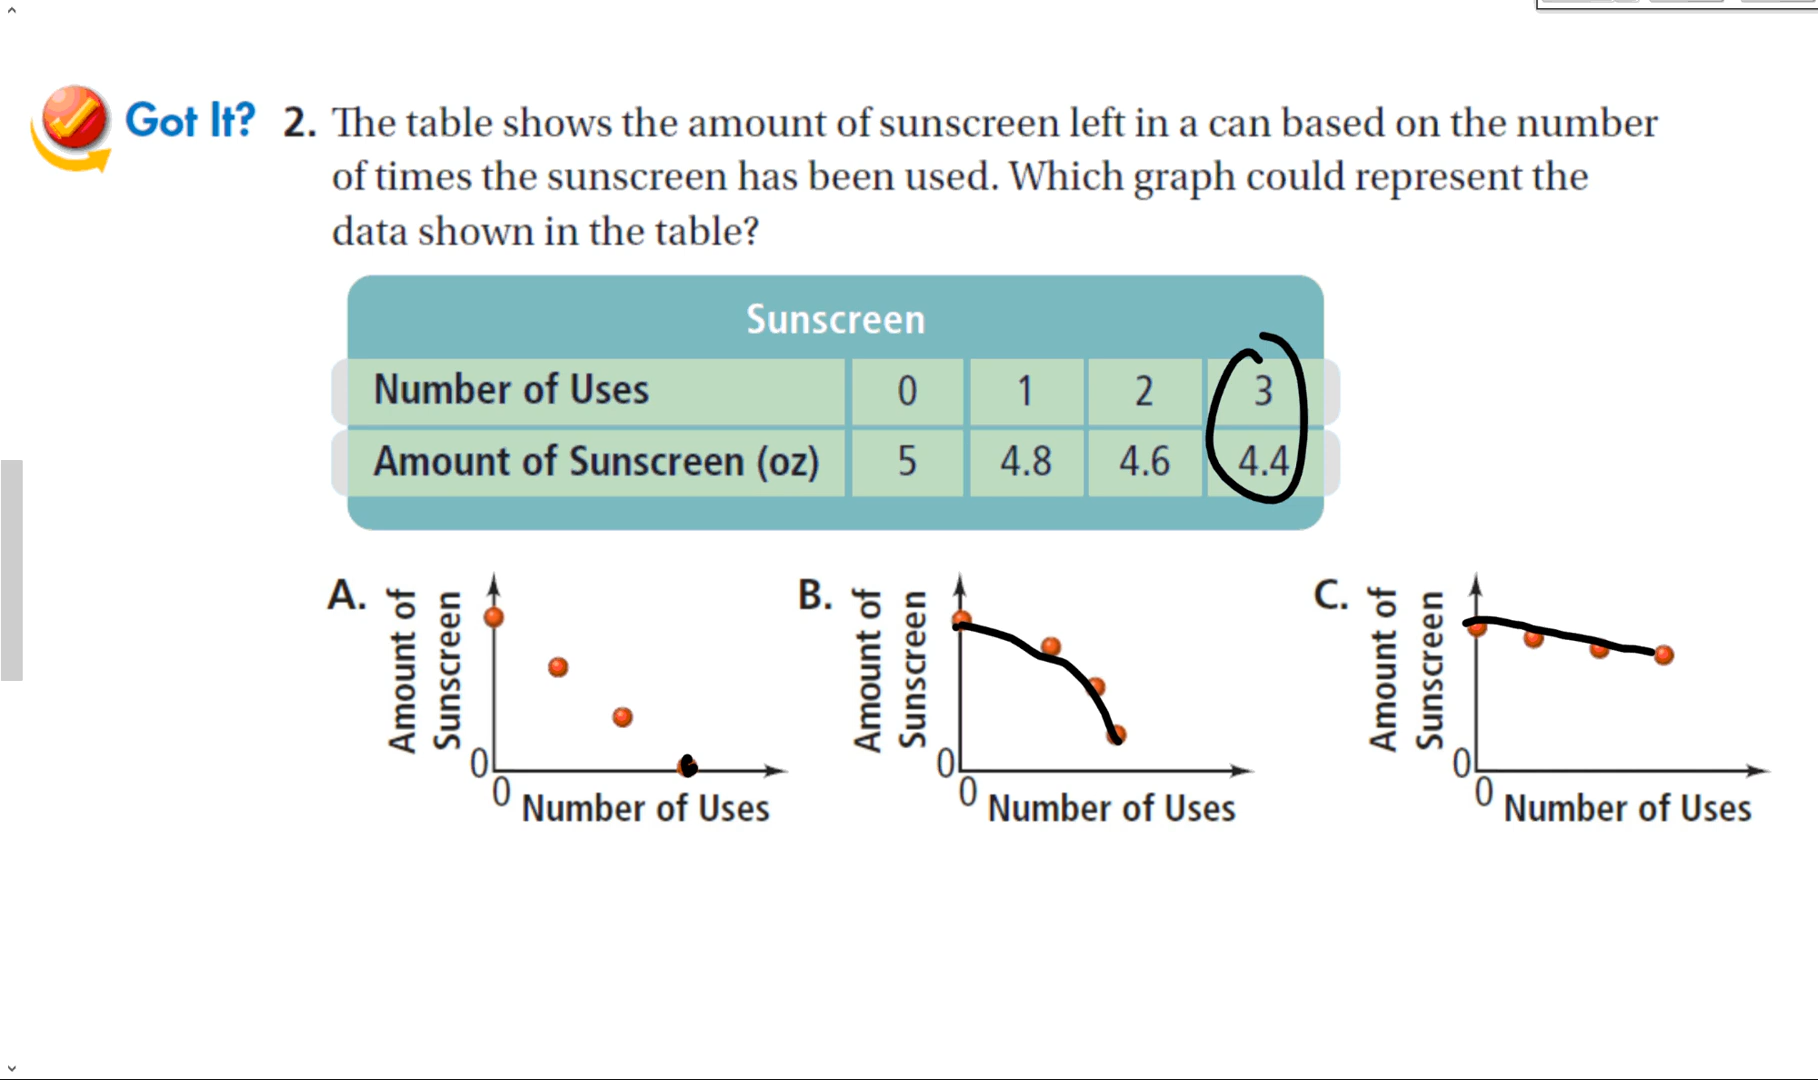 Got It? 2. The table shows the amount of sunscreen left in a can based on the number
of times the sunscreen has been used. Which graph could represent the
data shown in the table?
Sunscreen
Number of Uses 0 1 2 3
Amount of Sunscreen (oz) 5 4.8 4.6 4.4
A.
Amount of
Sunscreen
0
0
Number of Uses
B.
Amount of
Sunscreen
0
0
Number of Uses
C.
Amount of
Sunscreen
0
0
Number of Uses